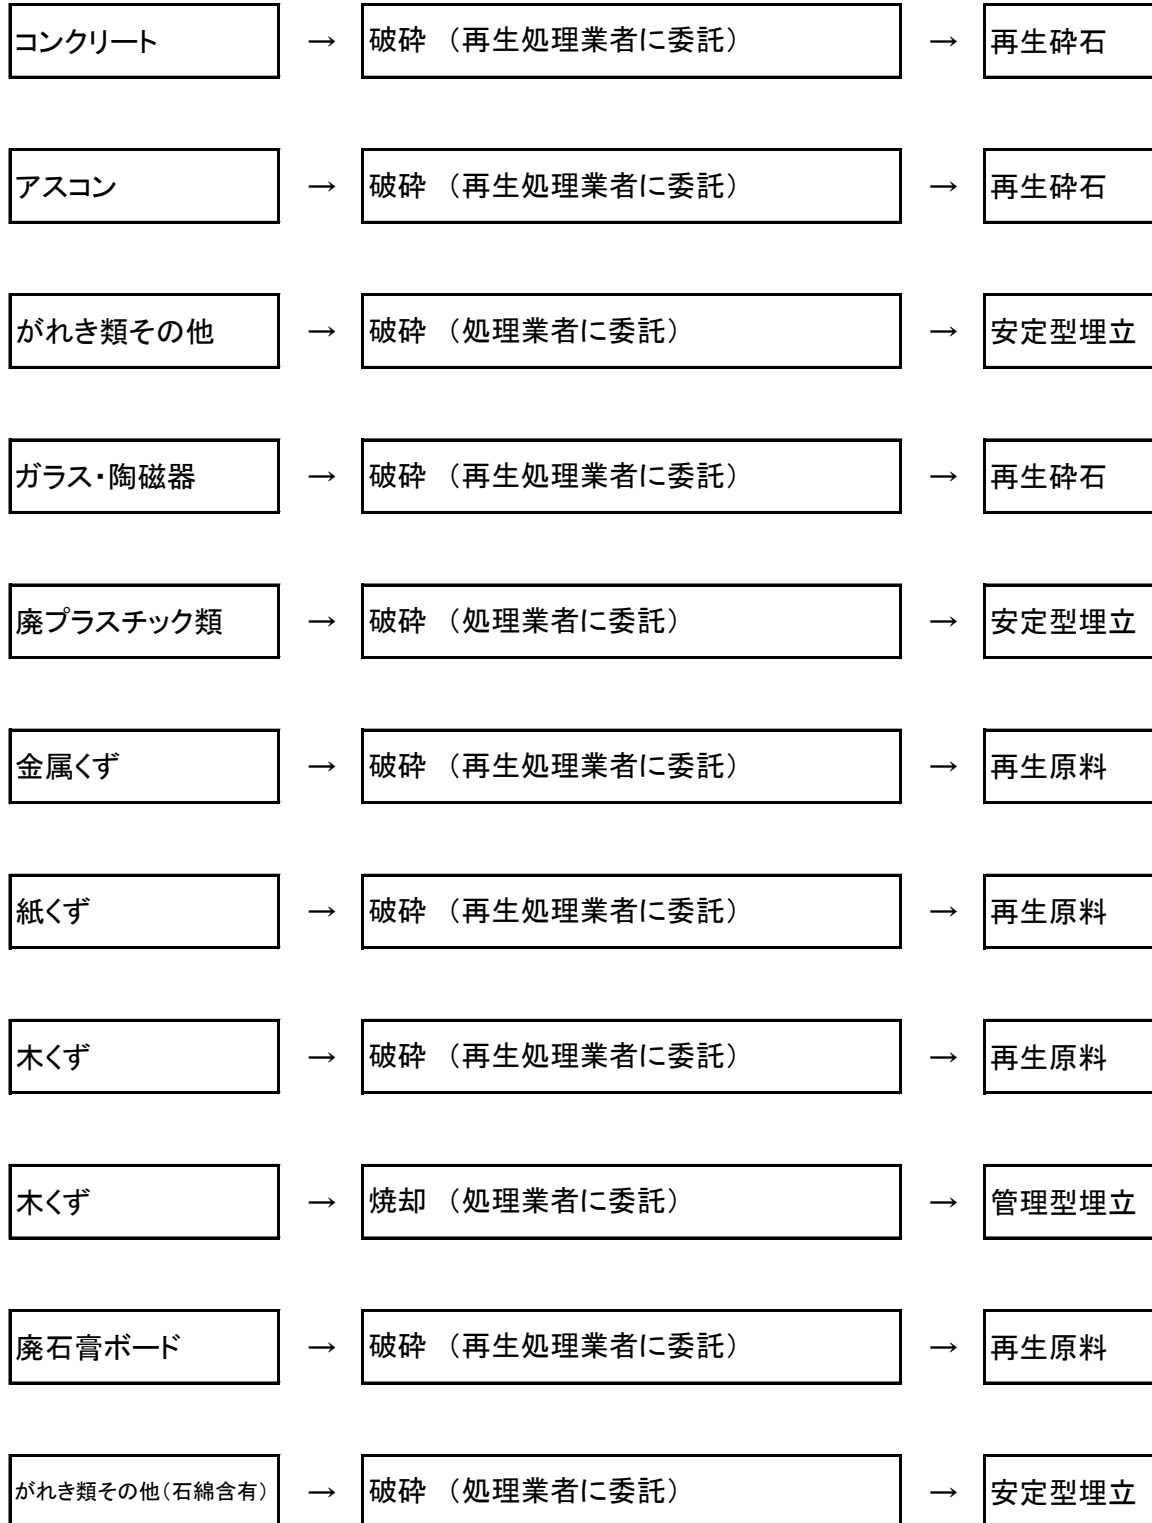 コンクリート → 破砕 （再生処理業者に委託） → 再生砕石
アスコン → 破砕 （再生処理業者に委託） → 再生砕石
がれき類その他 → 破砕 （処理業者に委託） → 安定型埋立
ガラス・陶磁器 → 破砕 （再生処理業者に委託） → 再生砕石
廃プラスチック類 → 破砕 （処理業者に委託） → 安定型埋立
金属くず → 破砕 （再生処理業者に委託） → 再生原料
紙くず → 破砕 （再生処理業者に委託） → 再生原料
木くず → 破砕 （再生処理業者に委託） → 再生原料
木くず → 焼却 （処理業者に委託） → 管理型埋立
廃石膏ボード → 破砕 （再生処理業者に委託） → 再生原料
がれき類その他（石綿含有） → 破砕 （処理業者に委託） → 安定型埋立